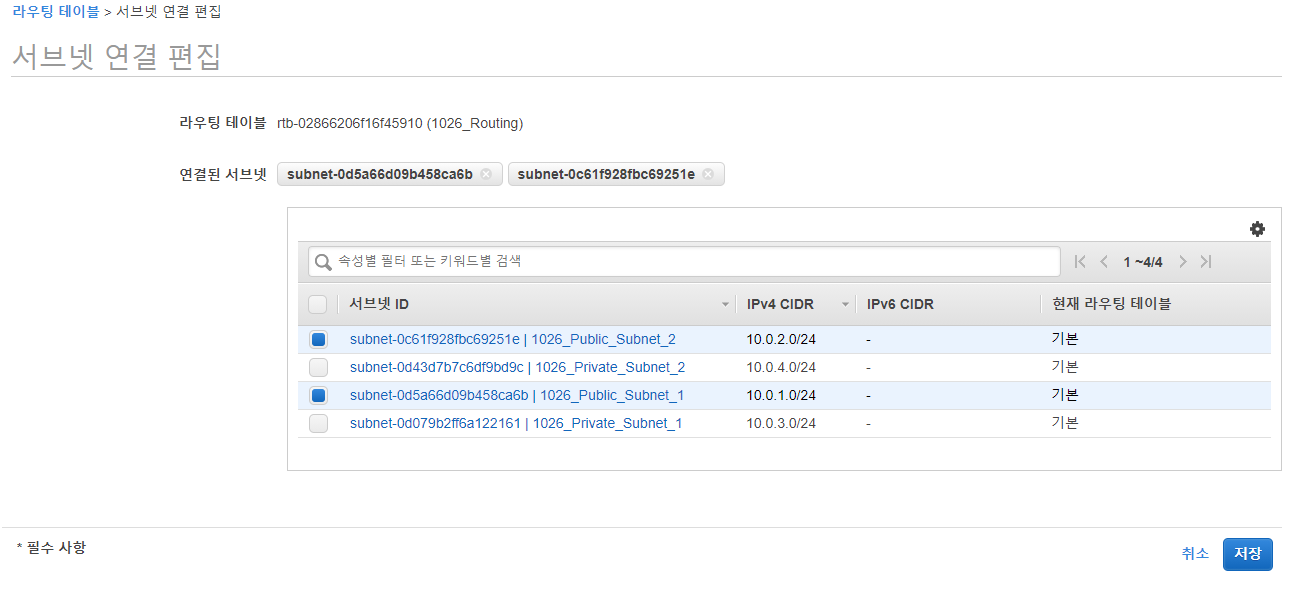 라우팅 테이블 > 서브넷 연결 편집
서브넷 연결 편집
라우팅 테이블 rtb-02866206f16f45910 (1026_Routing)
연결된 서브넷 subnet-0d5a66d09b458ca6b subnet-0c61f928fbc69251e
속성별 필터 또는 키워드별 검색 1 ~4/4
서브넷 ID IPv4 CIDR IPv6 CIDR 현재 라우팅 테이블
subnet-0c61f928fbc69251e | 1026_Public_Subnet_2 10.0.2.0/24 - 기본
subnet-0d43d7b7c6df9bd9c | 1026_Private_Subnet_2 10.0.4.0/24 - 기본
subnet-0d5a66d09b458ca6b | 1026_Public_Subnet_1 10.0.1.0/24 - 기본
subnet-0d079b2ff6a122161 | 1026_Private_Subnet_1 10.0.3.0/24 - 기본
* 필수 사항
취소 저장